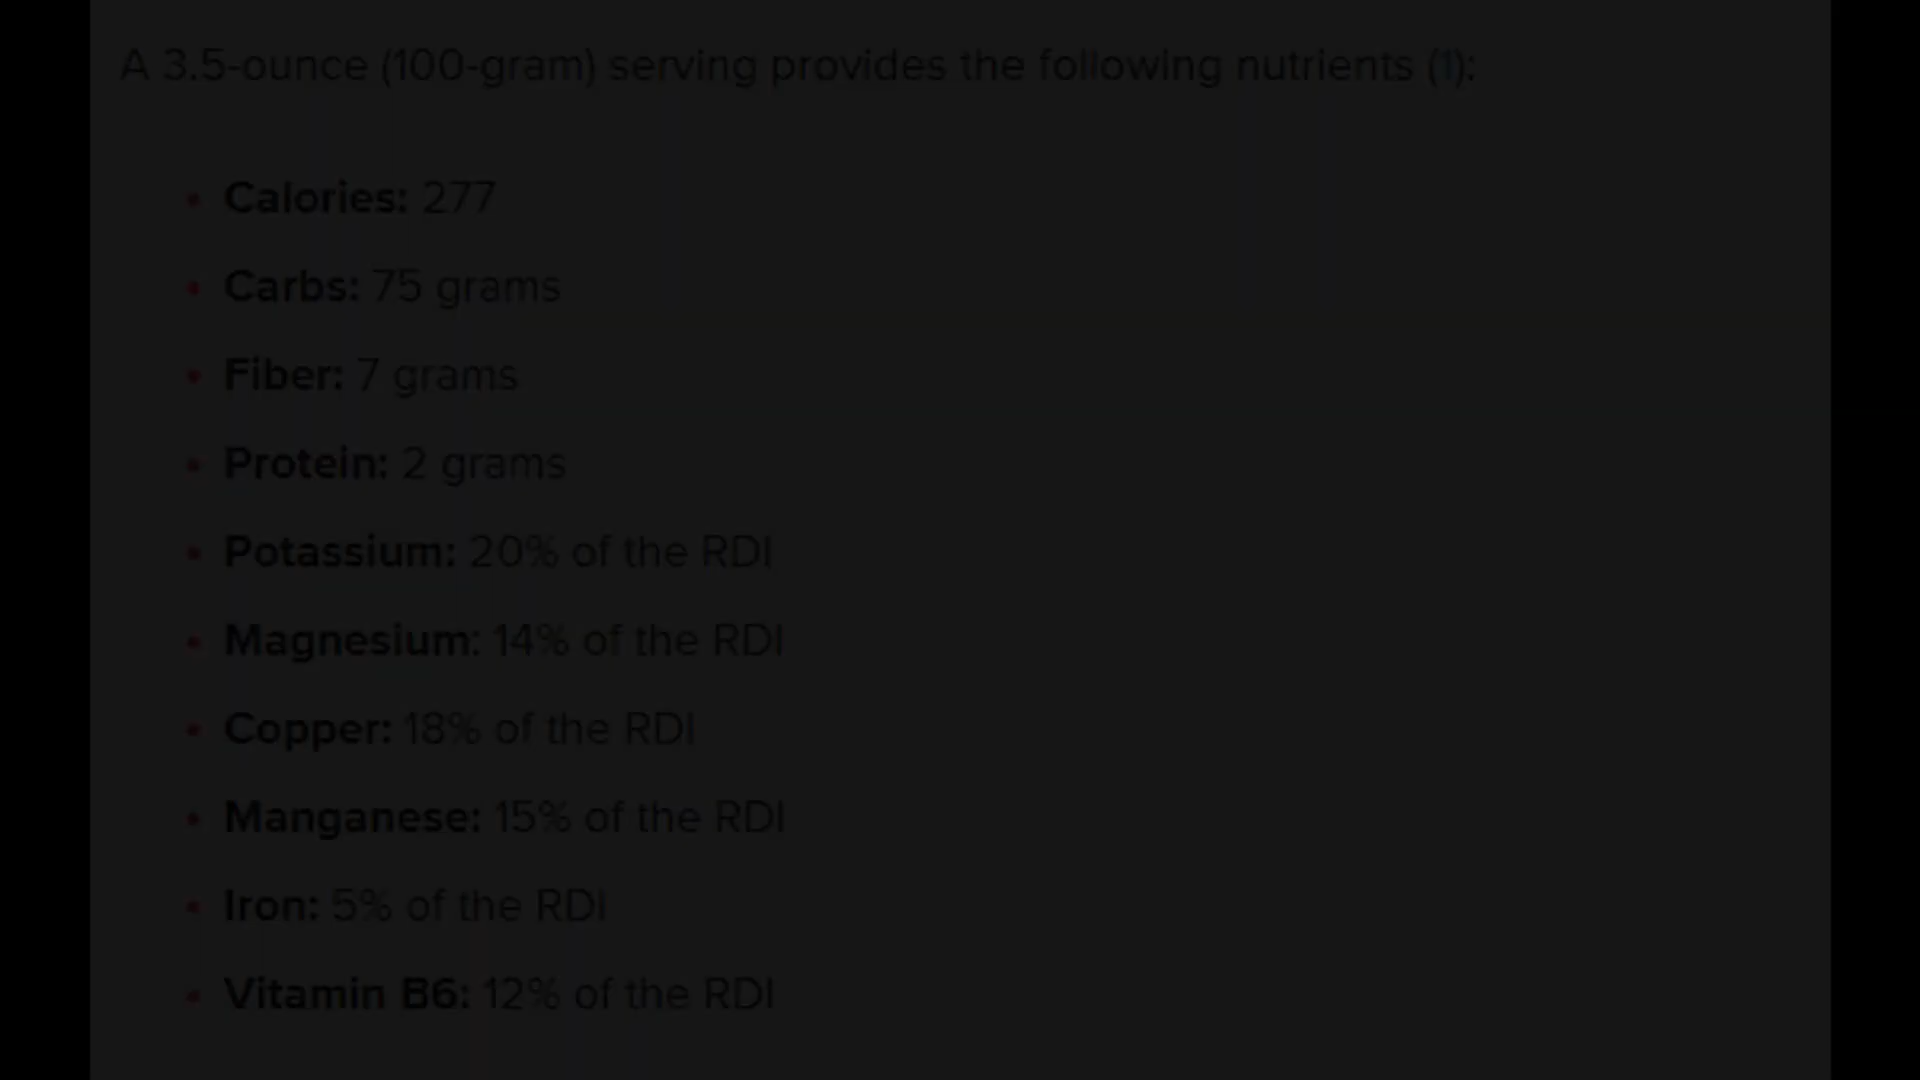 A 3.5-ounce (100-gram) serving provides the following nutrients (1):
• Calories: 277
• Carbs: 75 grams
• Fiber: 7 grams
• Protein: 2 grams
• Potassium: 20% of the RDI
• Magnesium: 14% of the RDI
• Copper: 18% of the RDI
• Manganese: 15% of the RDI
• Iron: 5% of the RDI
• Vitamin B6: 12% of the RDI